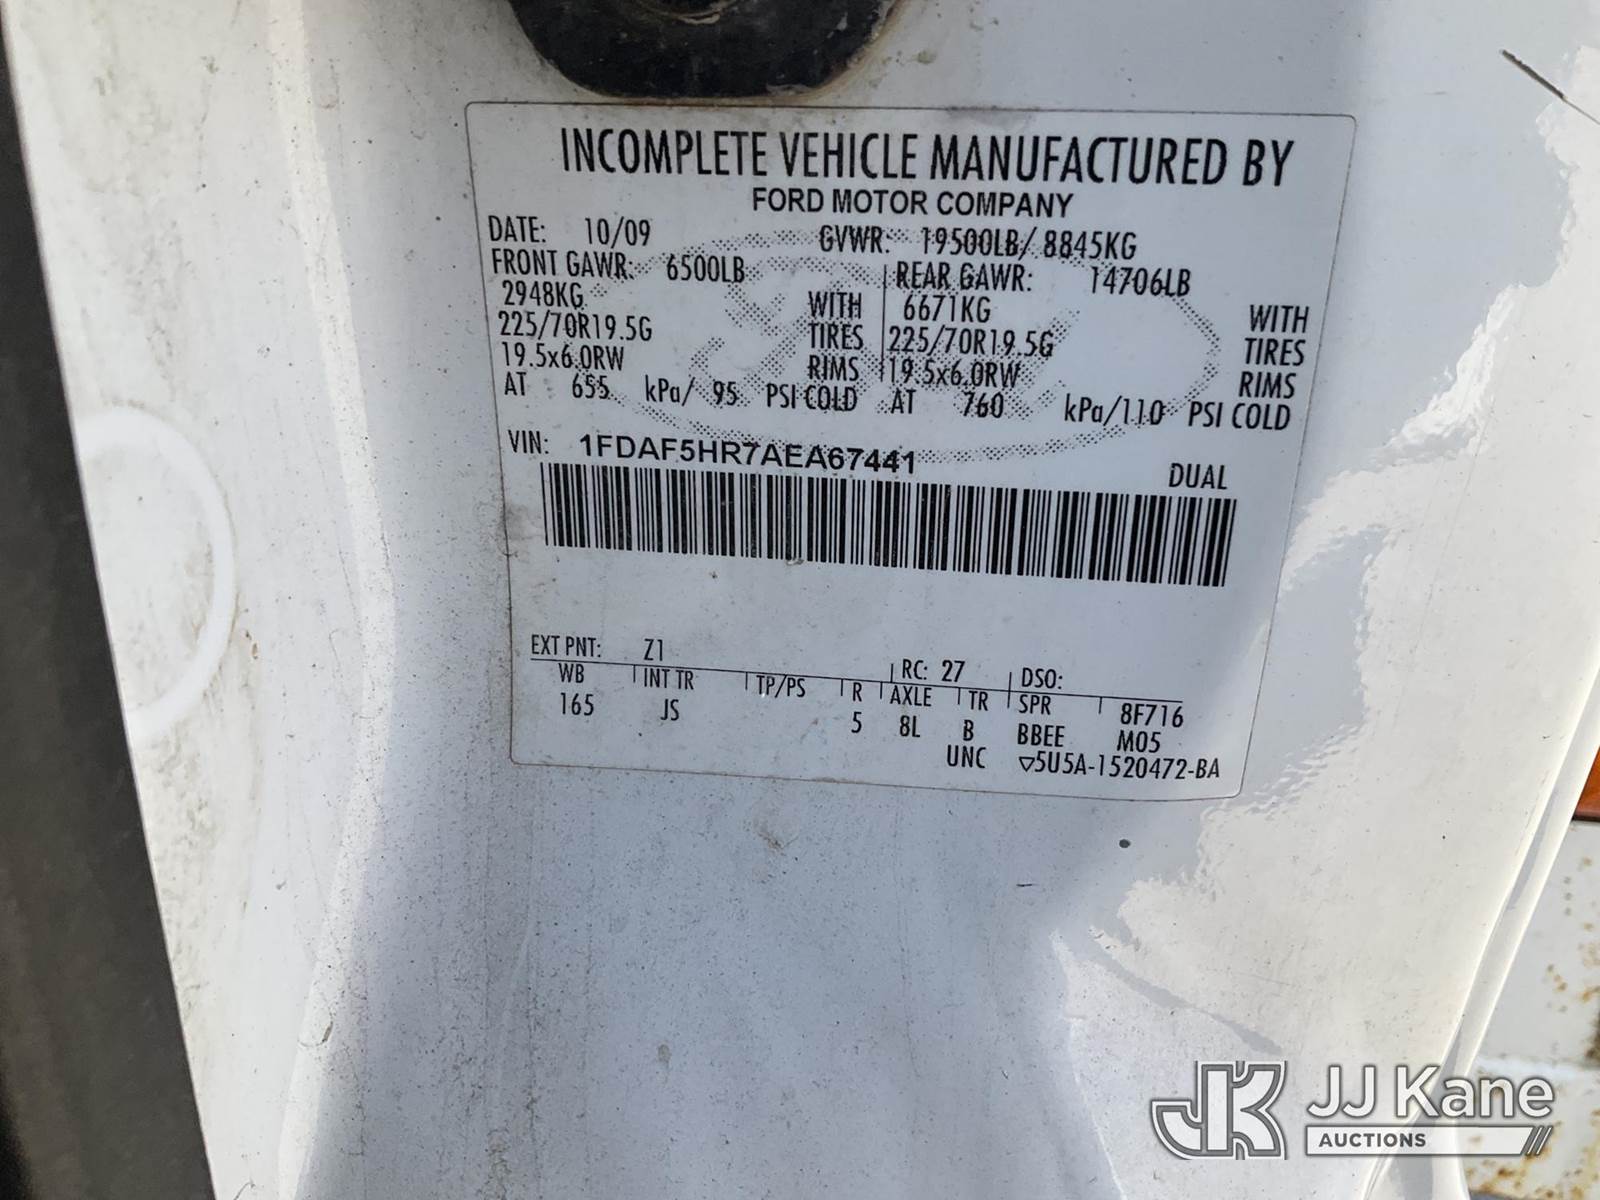 INCOMPLETE VEHICLE MANUFACTURED BY
FORD MOTOR COMPANY
DATE: 10/09 GVWR: 19500LB/ 8845KG
FRONT GAWR: 6500LB REAR GAWR: 14706LB
2948KG WITH 6671KG WITH
225/70R19.5G TIRES 225/70R19.5G TIRES
19.5x6.0RW RIMS 19.5x6.0RW RIMS
AT 655 kPa/ 95 PSI COLD AT 760 kPa/110 PSI COLD
VIN: 1FDAF5HR7AEA67441 DUAL
EXT PNT: Z1 RC: 27 DSO:
WB INT TR TP/PS R AXLE TR SPR 8F716
165 JS 5 8L B BBEE M05
UNC ▽5U5A-1520472-BA
JK JJ Kane
AUCTIONS